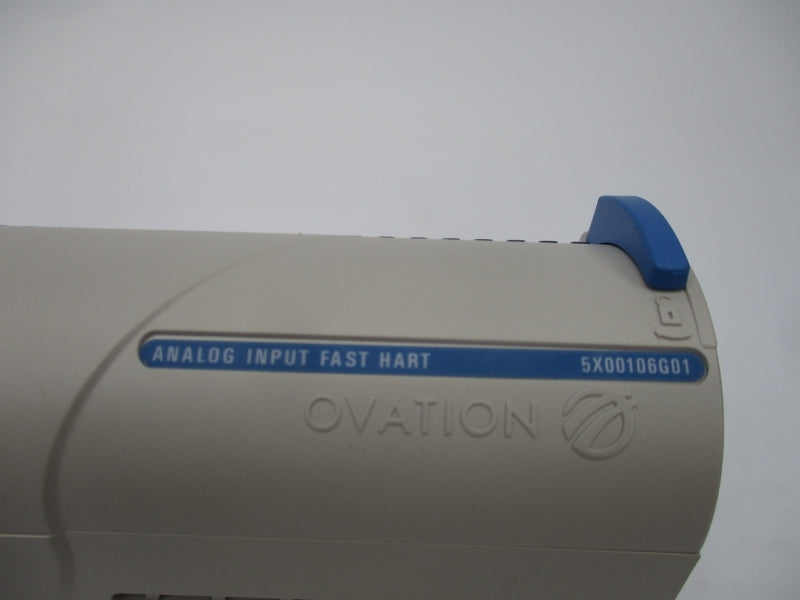 ANALOG INPUT FAST HART 5X00106G01
OVATION